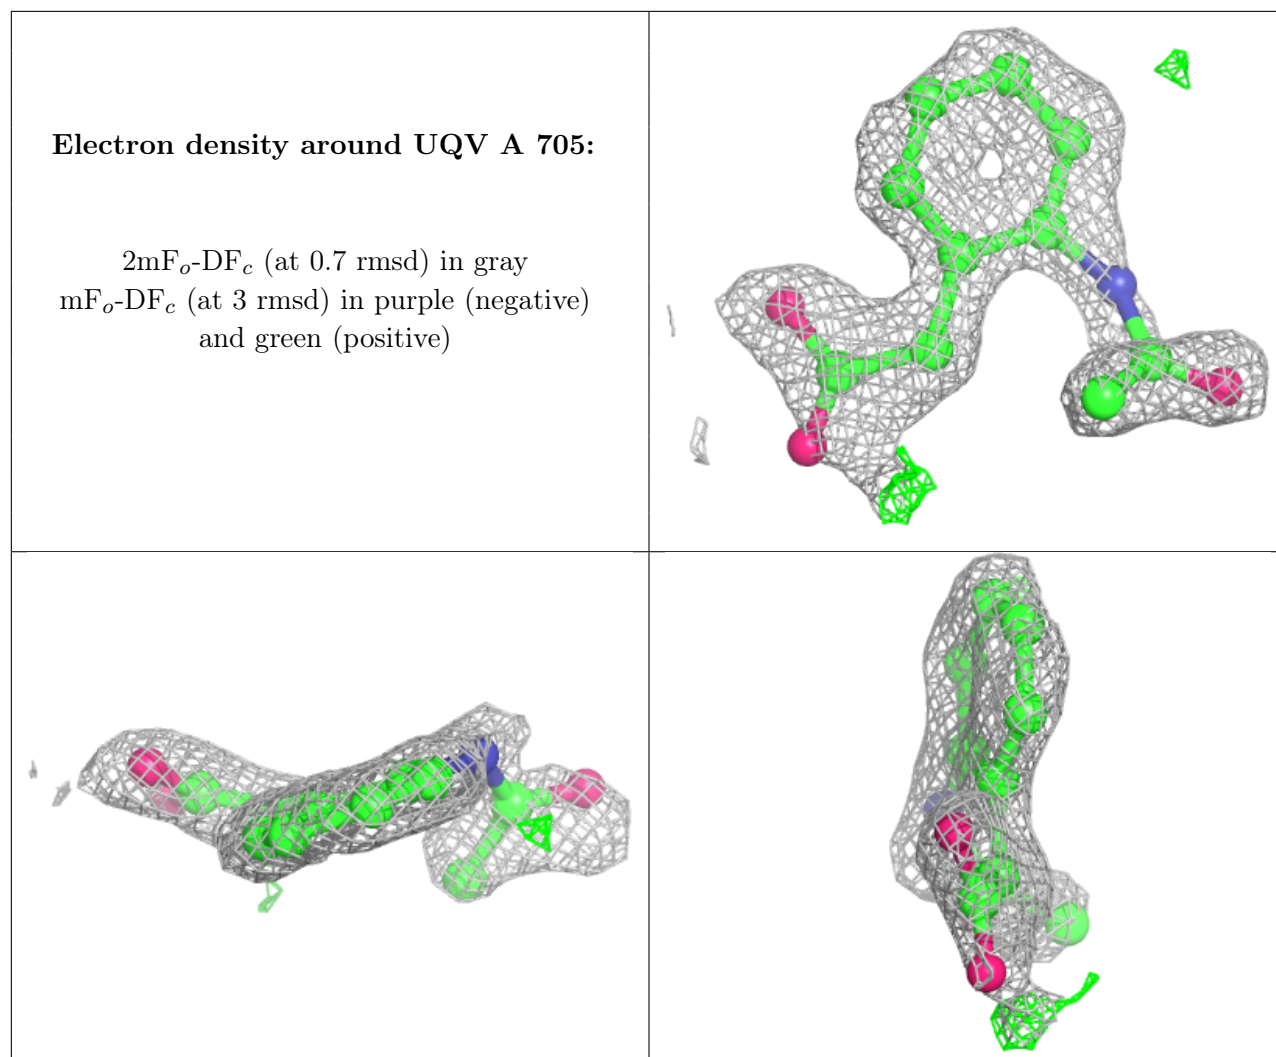 Electron density around UQV A 705:
2mFo-DFc (at 0.7 rmsd) in gray
mFo-DFc (at 3 rmsd) in purple (negative)
and green (positive)